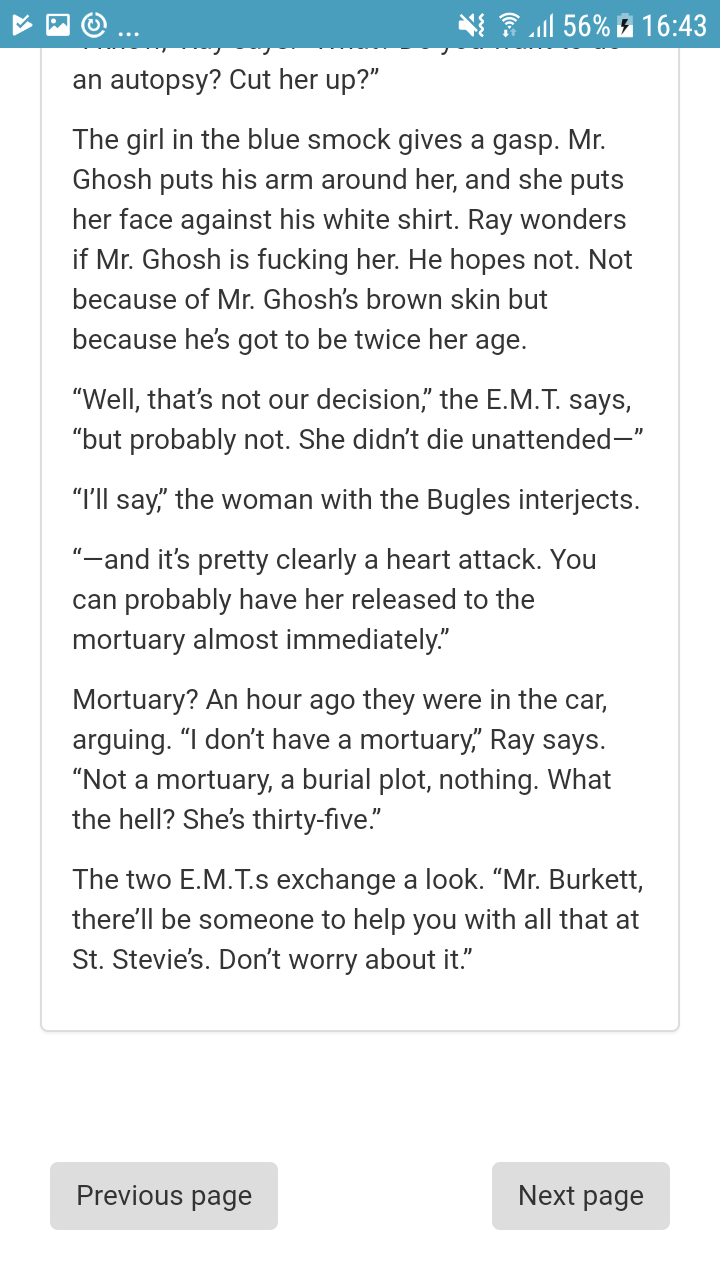 ... 56% 16:43
an autopsy? Cut her up?”
The girl in the blue smock gives a gasp. Mr.
Ghosh puts his arm around her, and she puts
her face against his white shirt. Ray wonders
if Mr. Ghosh is fucking her. He hopes not. Not
because of Mr. Ghosh’s brown skin but
because he’s got to be twice her age.
“Well, that’s not our decision,” the E.M.T. says,
“but probably not. She didn’t die unattended—”
“I’ll say,” the woman with the Bugles interjects.
“—and it’s pretty clearly a heart attack. You
can probably have her released to the
mortuary almost immediately.”
Mortuary? An hour ago they were in the car,
arguing. “I don’t have a mortuary,” Ray says.
“Not a mortuary, a burial plot, nothing. What
the hell? She’s thirty-five.”
The two E.M.T.s exchange a look. “Mr. Burkett,
there’ll be someone to help you with all that at
St. Stevie’s. Don’t worry about it.”
Previous page
Next page